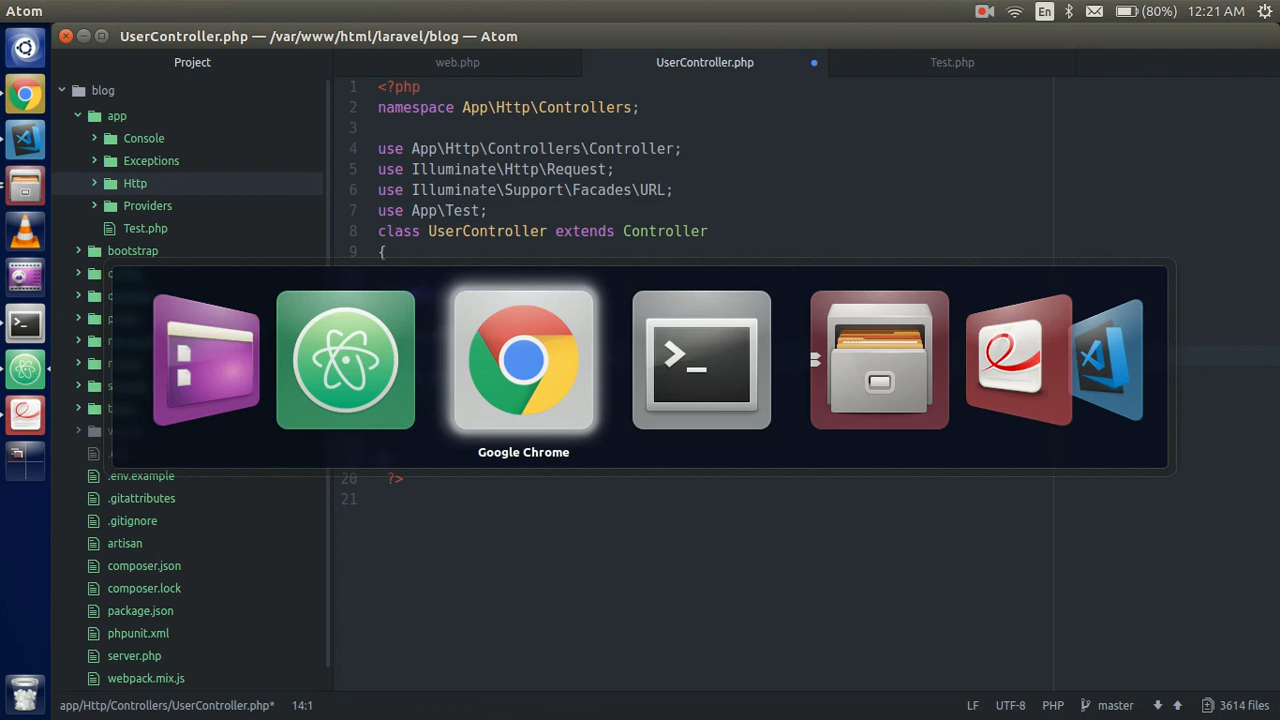 Atom
En
(80%)
12:21 AM
UserController.php — /var/www/html/laravel/blog — Atom
Project
web.php
UserController.php
Test.php
blog
app
Console
Exceptions
Http
Providers
Test.php
bootstrap
.env.example
.gitattributes
.gitignore
artisan
composer.json
composer.lock
package.json
phpunit.xml
server.php
webpack.mix.js
1 <?php
2 namespace App\Http\Controllers;
3
4 use App\Http\Controllers\Controller;
5 use Illuminate\Http\Request;
6 use Illuminate\Support\Facades\URL;
7 use App\Test;
8 class UserController extends Controller
9 {
Google Chrome
20 ?>
21
app/Http/Controllers/UserController.php*
14:1
LF
UTF-8
PHP
master
3614 files